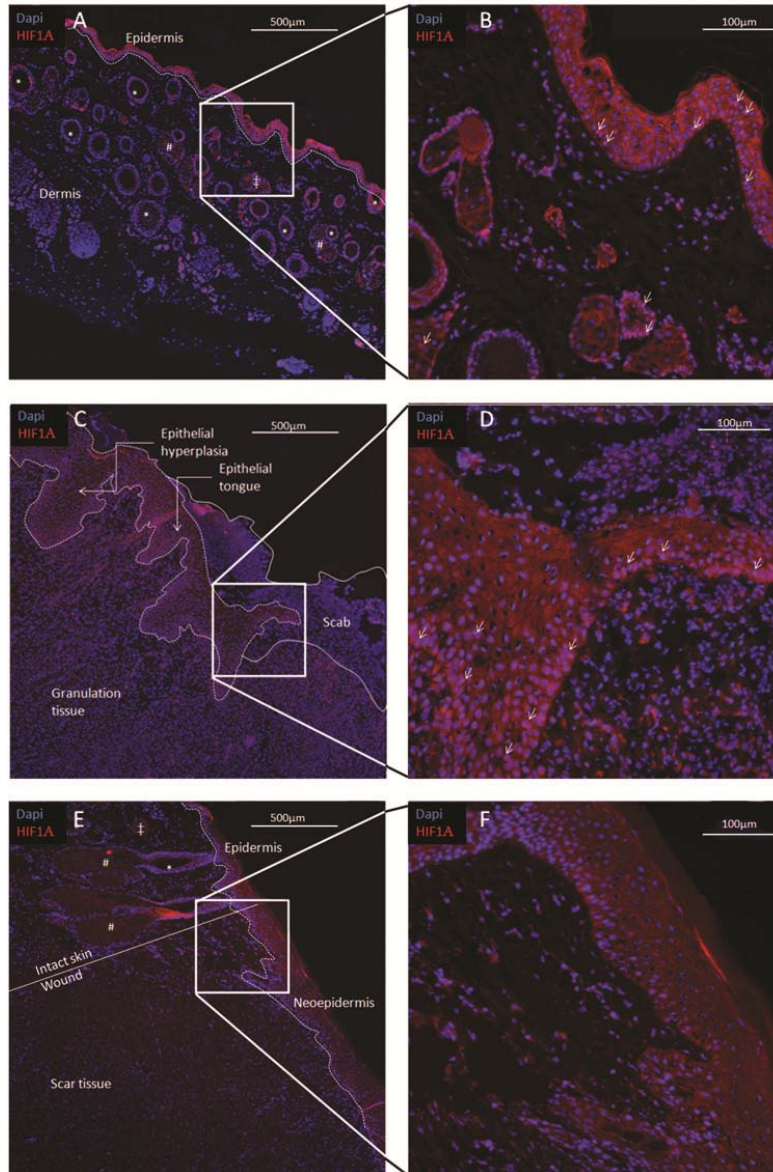 Dapi
HIF1A
A
500μm
Epidermis
*
*
*
*
#
‡
*
*
*
*
#
Dermis
Dapi
HIF1A
B
100μm
Dapi
HIF1A
C
500μm
Epithelial
hyperplasia
Epithelial
tongue
Scab
Granulation
tissue
Dapi
HIF1A
D
100μm
Dapi
HIF1A
E
500μm
‡
Epidermis
#
*
#
Intact skin
Wound
Neoepidermis
Scar tissue
Dapi
HIF1A
F
100μm